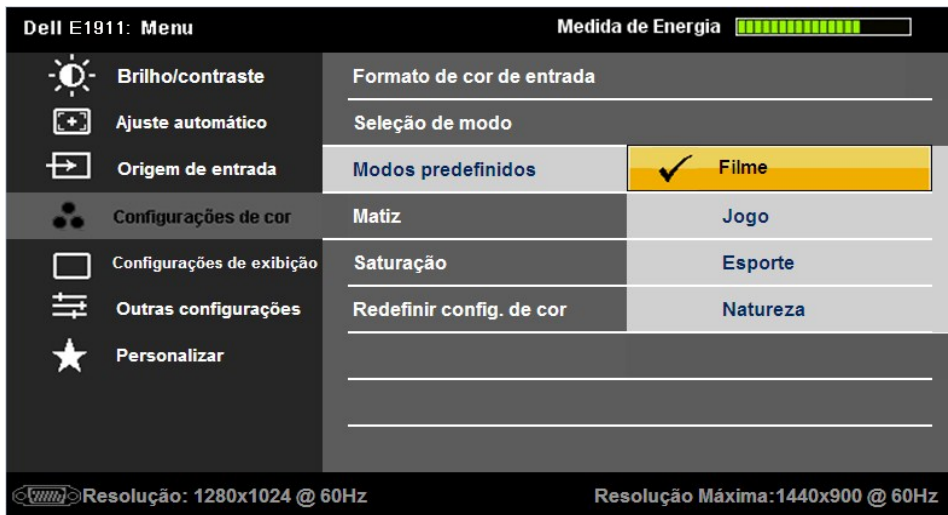 Dell E1911: Menu
Medida de Energia
Brilho/contraste
Ajuste automático
Origem de entrada
Configurações de cor
Configurações de exibição
Outras configurações
Personalizar
Formato de cor de entrada
Seleção de modo
Modos predefinidos
Matiz
Saturação
Redefinir config. de cor
Filme
Jogo
Esporte
Natureza
Resolução: 1280x1024 @ 60Hz
Resolução Máxima:1440x900 @ 60Hz